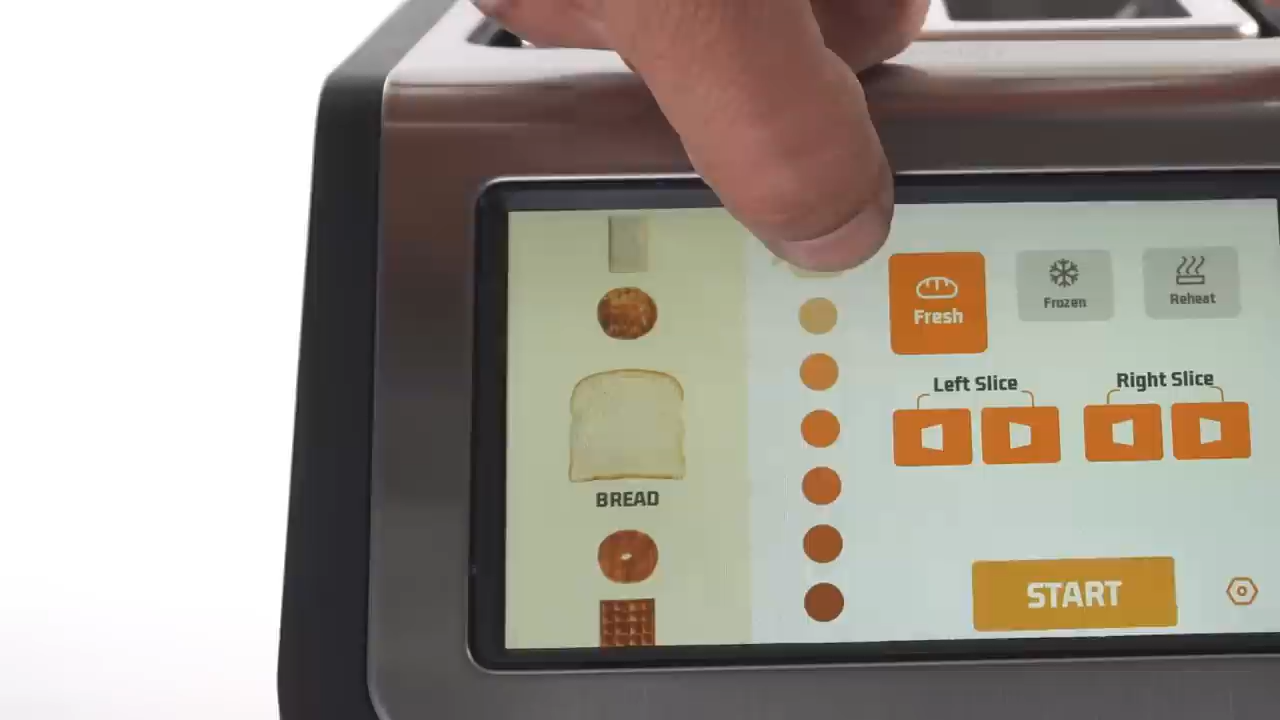 Fresh
Frozen
Reheat
Left Slice
Right Slice
BREAD
START